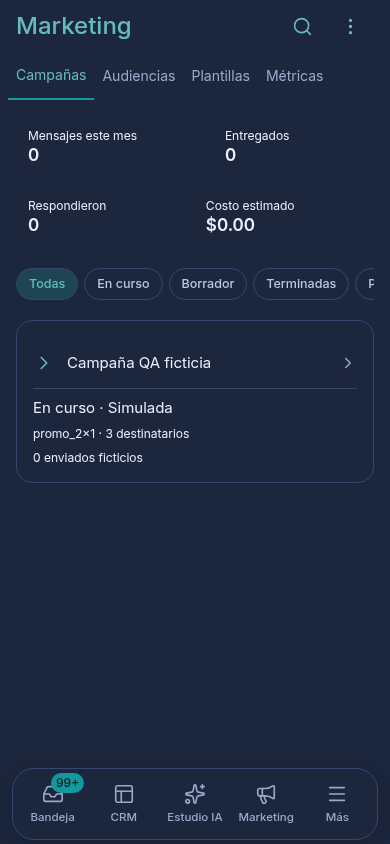 Marketing
Campañas Audiencias Plantillas Métricas
Mensajes este mes Entregados
0 0
Respondieron Costo estimado
0 $0.00
Todas En curso Borrador Terminadas P
Campaña QA ficticia
En curso · Simulada
promo_2×1 · 3 destinatarios
0 enviados ficticios
99+
Bandeja CRM Estudio IA Marketing Más